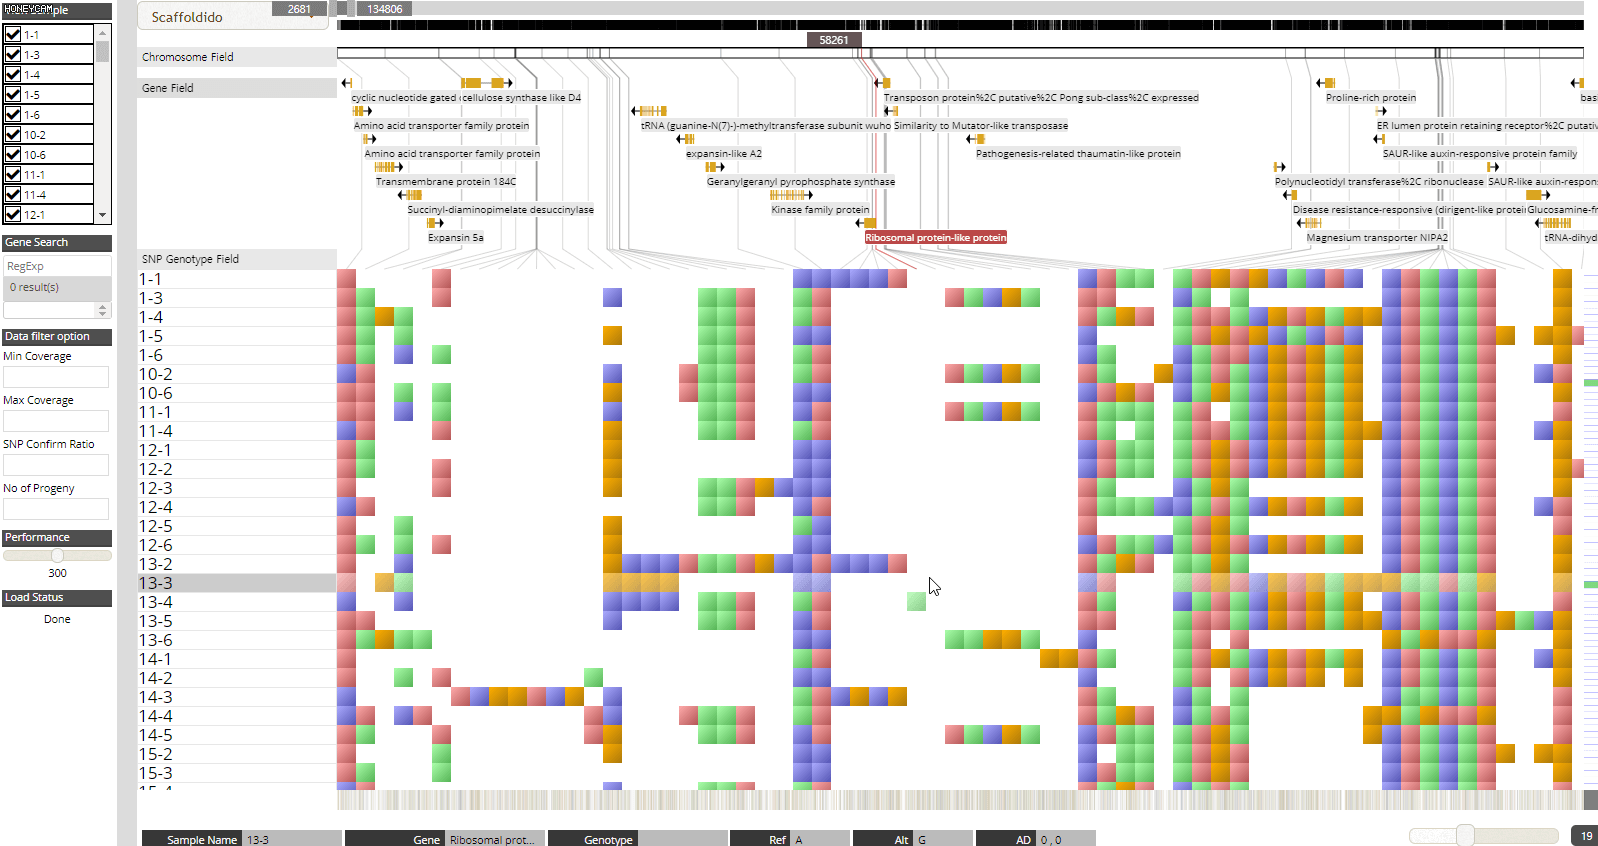 HONEYCAM
Sample
1-1
1-3
1-4
1-5
1-6
10-2
10-6
11-1
11-4
12-1
Gene Search
RegExp
0 result(s)
Data filter option
Min Coverage
Max Coverage
SNP Confirm Ratio
No of Progeny
Performance
300
Load Status
Done
Scaffoldido
2681
134806
58261
Chromosome Field
Gene Field
cyclic nucleotide gated
cellulose synthase like D4
Transposon protein%2C putative%2C Pong sub-class%2C expressed
Proline-rich protein
bas
Amino acid transporter family protein
tRNA (guanine-N(7)-)-methyltransferase subunit wuho
Similarity to Mutator-like transposase
ER lumen protein retaining receptor%2C putativ
Amino acid transporter family protein
expansin-like A2
Pathogenesis-related thaumatin-like protein
SAUR-like auxin-responsive protein family
Transmembrane protein 184C
Geranylgeranyl pyrophosphate synthase
Polynucleotidyl transferase%2C ribonuclease
SAUR-like auxin-respons
Succinyl-diaminopimelate desuccinylase
Kinase family protein
Disease resistance-responsive (dirigent-like protein
Glucosamine-fr
Expansin 5a
Ribosomal protein-like protein
Magnesium transporter NIPA2
tRNA-dihyd
SNP Genotype Field
1-1
1-3
1-4
1-5
1-6
10-2
10-6
11-1
11-4
12-1
12-2
12-3
12-4
12-5
12-6
13-2
13-3
13-4
13-5
13-6
14-1
14-2
14-3
14-4
14-5
15-2
15-3
15-4
Sample Name 13-3
Gene Ribosomal prot...
Genotype
Ref A
Alt G
AD 0 , 0
19